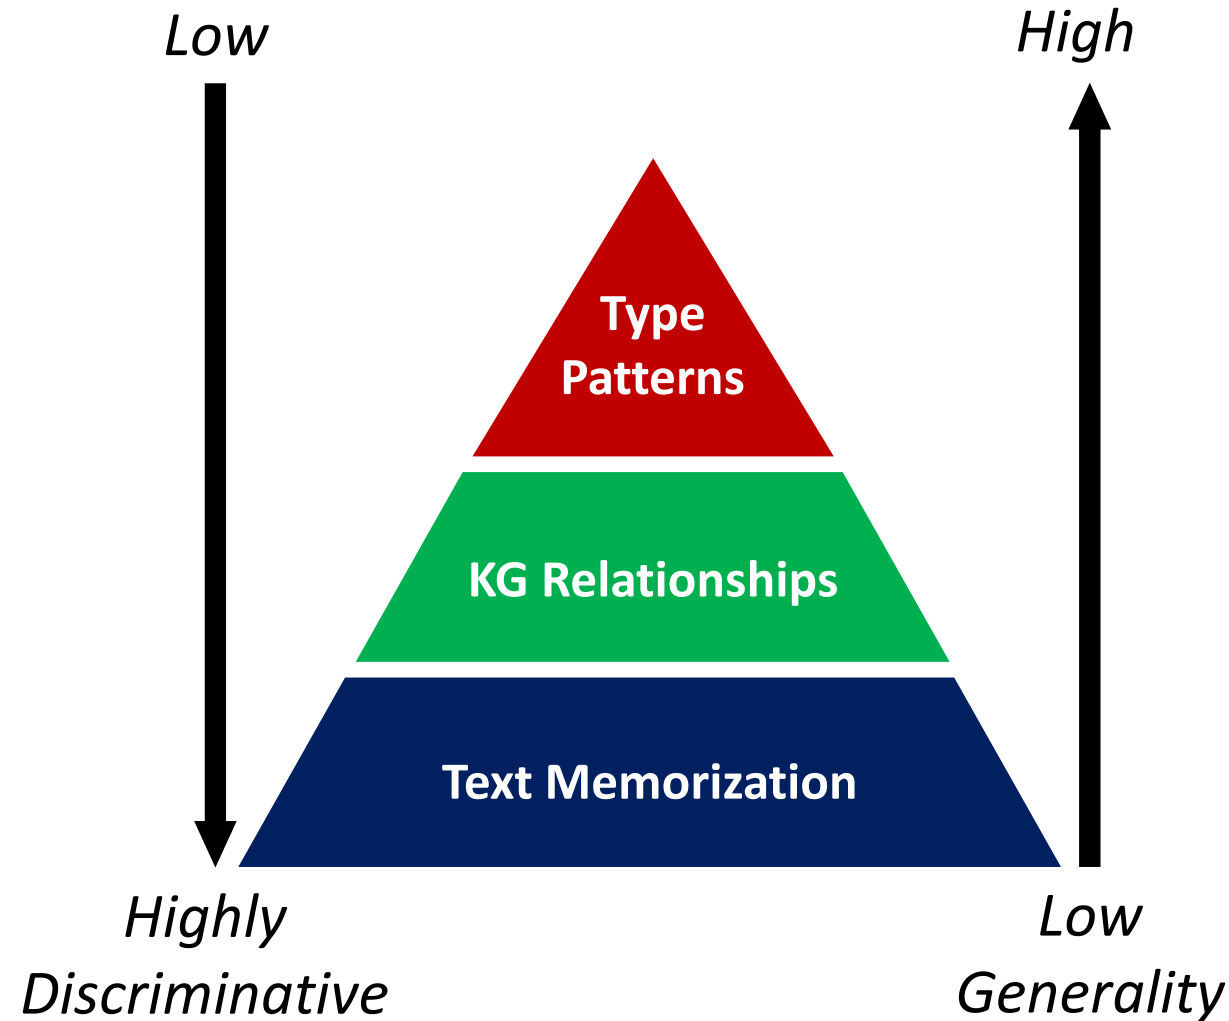 Low
High
Type
Patterns
KG Relationships
Text Memorization
Highly
Discriminative
Low
Generality